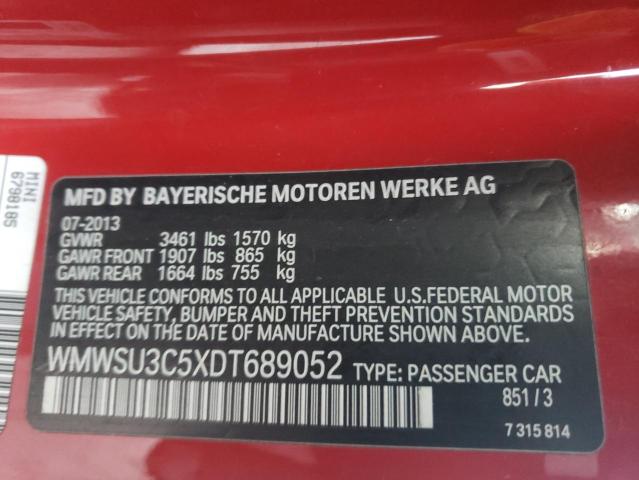 MINI
6798185
MFD BY BAYERISCHE MOTOREN WERKE AG
07-2013
GVWR 3461 lbs 1570 kg
GAWR FRONT 1907 lbs 865 kg
GAWR REAR 1664 lbs 755 kg
THIS VEHICLE CONFORMS TO ALL APPLICABLE U.S.FEDERAL MOTOR
VEHICLE SAFETY, BUMPER AND THEFT PREVENTION STANDARDS
IN EFFECT ON THE DATE OF MANUFACTURE SHOWN ABOVE.
WMWSU3C5XDT689052 TYPE: PASSENGER CAR
851 / 3
7 315 814